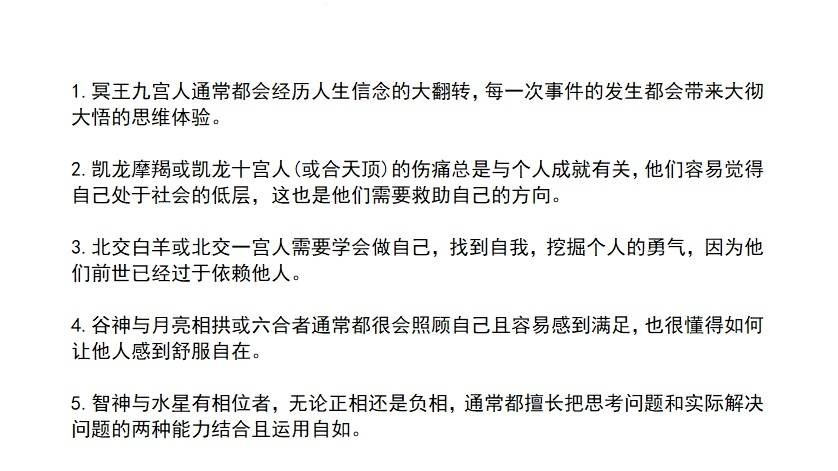 1. 冥王九宫人通常都会经历人生信念的大翻转，每一次事件的发生都会带来大彻
大悟的思维体验。
2. 凯龙摩羯或凯龙十宫人(或合天顶)的伤痛总是与个人成就有关，他们容易觉得
自己处于社会的低层，这也是他们需要救助自己的方向。
3. 北交白羊或北交一宫人需要学会做自己，找到自我，挖掘个人的勇气，因为他
们前世已经过于依赖他人。
4. 谷神与月亮相拱或六合者通常都很会照顾自己且容易感到满足，也很懂得如何
让他人感到舒服自在。
5. 智神与水星有相位者，无论正相还是负相，通常都擅长把思考问题和实际解决
问题的两种能力结合且运用自如。